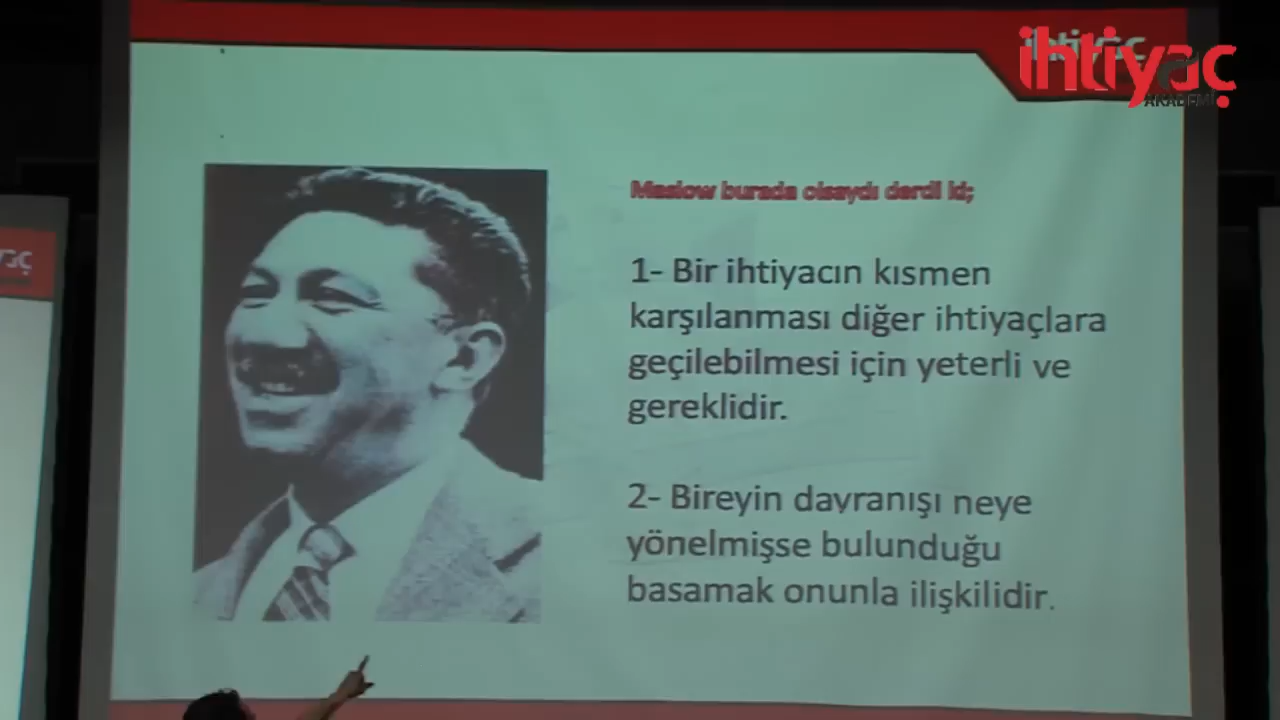 ihtiyaç
AKADEMİ
Maslow burada olsaydı derdi ki;
1- Bir ihtiyacın kısmen
karşılanması diğer ihtiyaçlara
geçilebilmesi için yeterli ve
gereklidir.
2- Bireyin davranışı neye
yönelmişse bulunduğu
basamak onunla ilişkilidir.